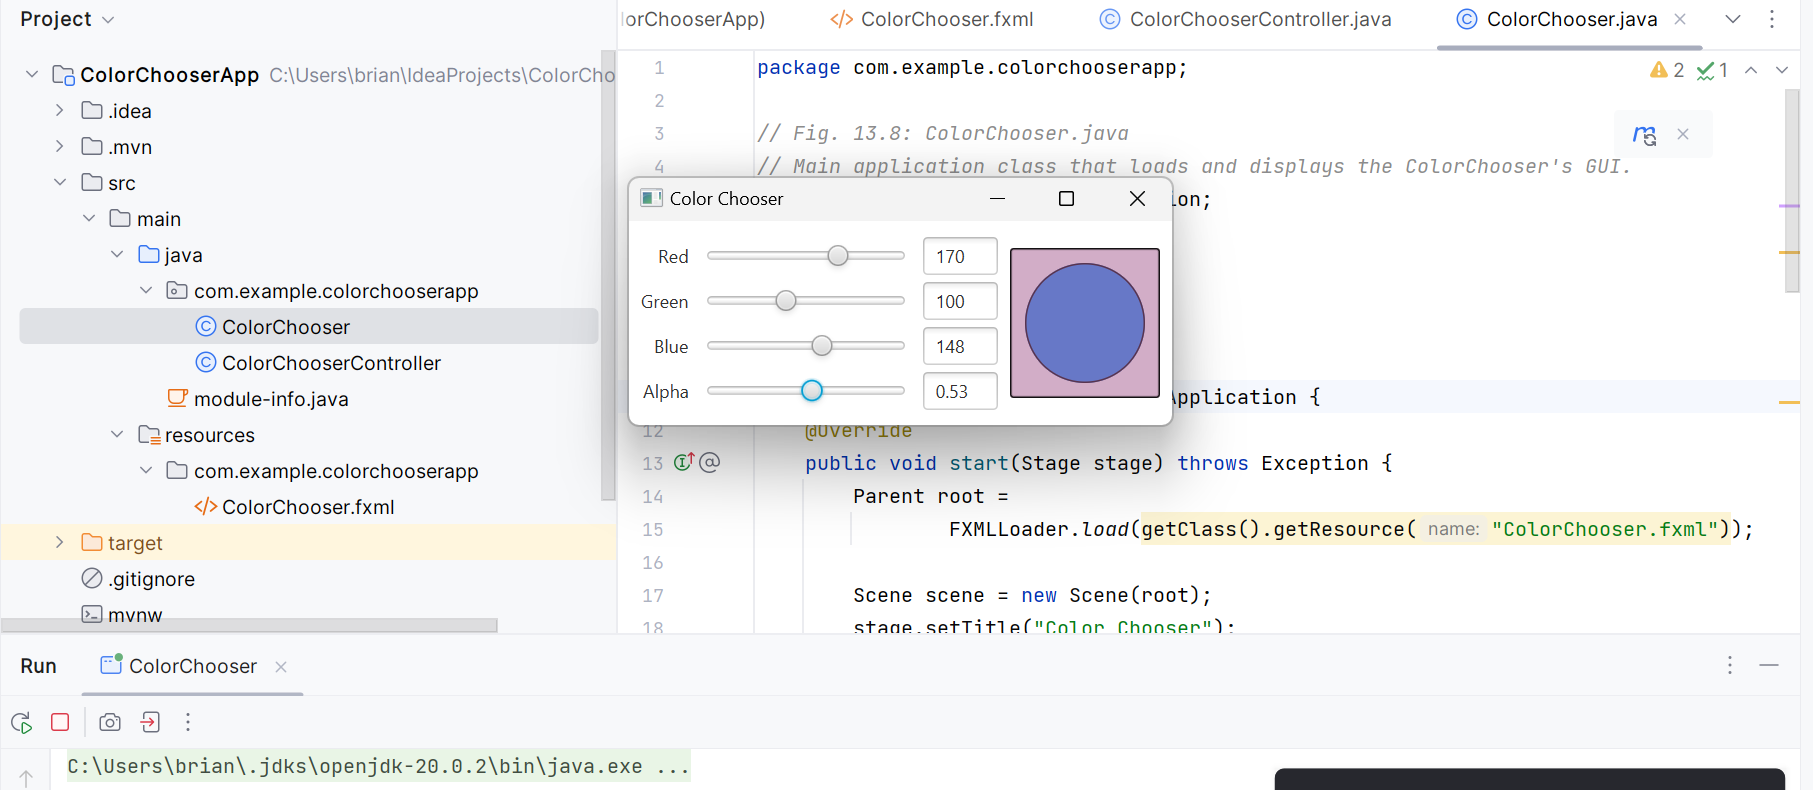 Project
ColorChooserApp C:\Users\brian\IdeaProjects\ColorCho
.idea
.mvn
src
main
java
com.example.colorchooserapp
ColorChooser
ColorChooserController
module-info.java
resources
com.example.colorchooserapp
ColorChooser.fxml
target
.gitignore
mvnw
lorChooserApp)
ColorChooser.fxml
ColorChooserController.java
ColorChooser.java
2 1
1 package com.example.colorchooserapp;
2
3 // Fig. 13.8: ColorChooser.java
4 // Main application class that loads and displays the ColorChooser's GUI.
ion;
Application {
12 @Override
13 public void start(Stage stage) throws Exception {
14 Parent root =
15 FXMLLoader.load(getClass().getResource( name: "ColorChooser.fxml"));
16
17 Scene scene = new Scene(root);
18 stage.setTitle("Color Chooser");
Color Chooser
Red 170
Green 100
Blue 148
Alpha 0.53
Run ColorChooser
C:\Users\brian\.jdks\openjdk-20.0.2\bin\java.exe ...